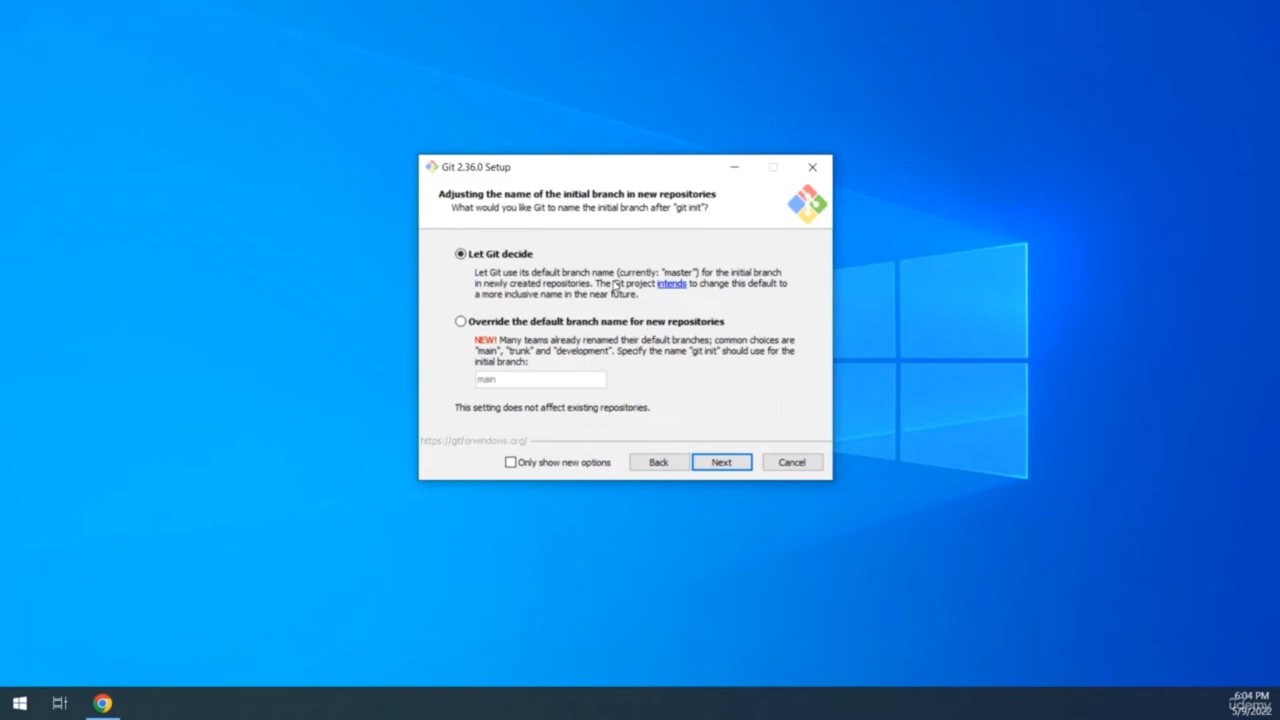 Git 2.36.0 Setup
Adjusting the name of the initial branch in new repositories
What would you like Git to name the initial branch after "git init"?
Let Git decide
Let Git use its default branch name (currently: "master") for the initial branch
in newly created repositories. The Git project intends to change this default to
a more inclusive name in the near future.
Override the default branch name for new repositories
NEW! Many teams already renamed their default branches; common choices are
"main", "trunk" and "development". Specify the name "git init" should use for the
initial branch:
main
This setting does not affect existing repositories.
https://gitforwindows.org/
Only show new options
Back
Next
Cancel
6:04 PM
5/9/2022
udemy